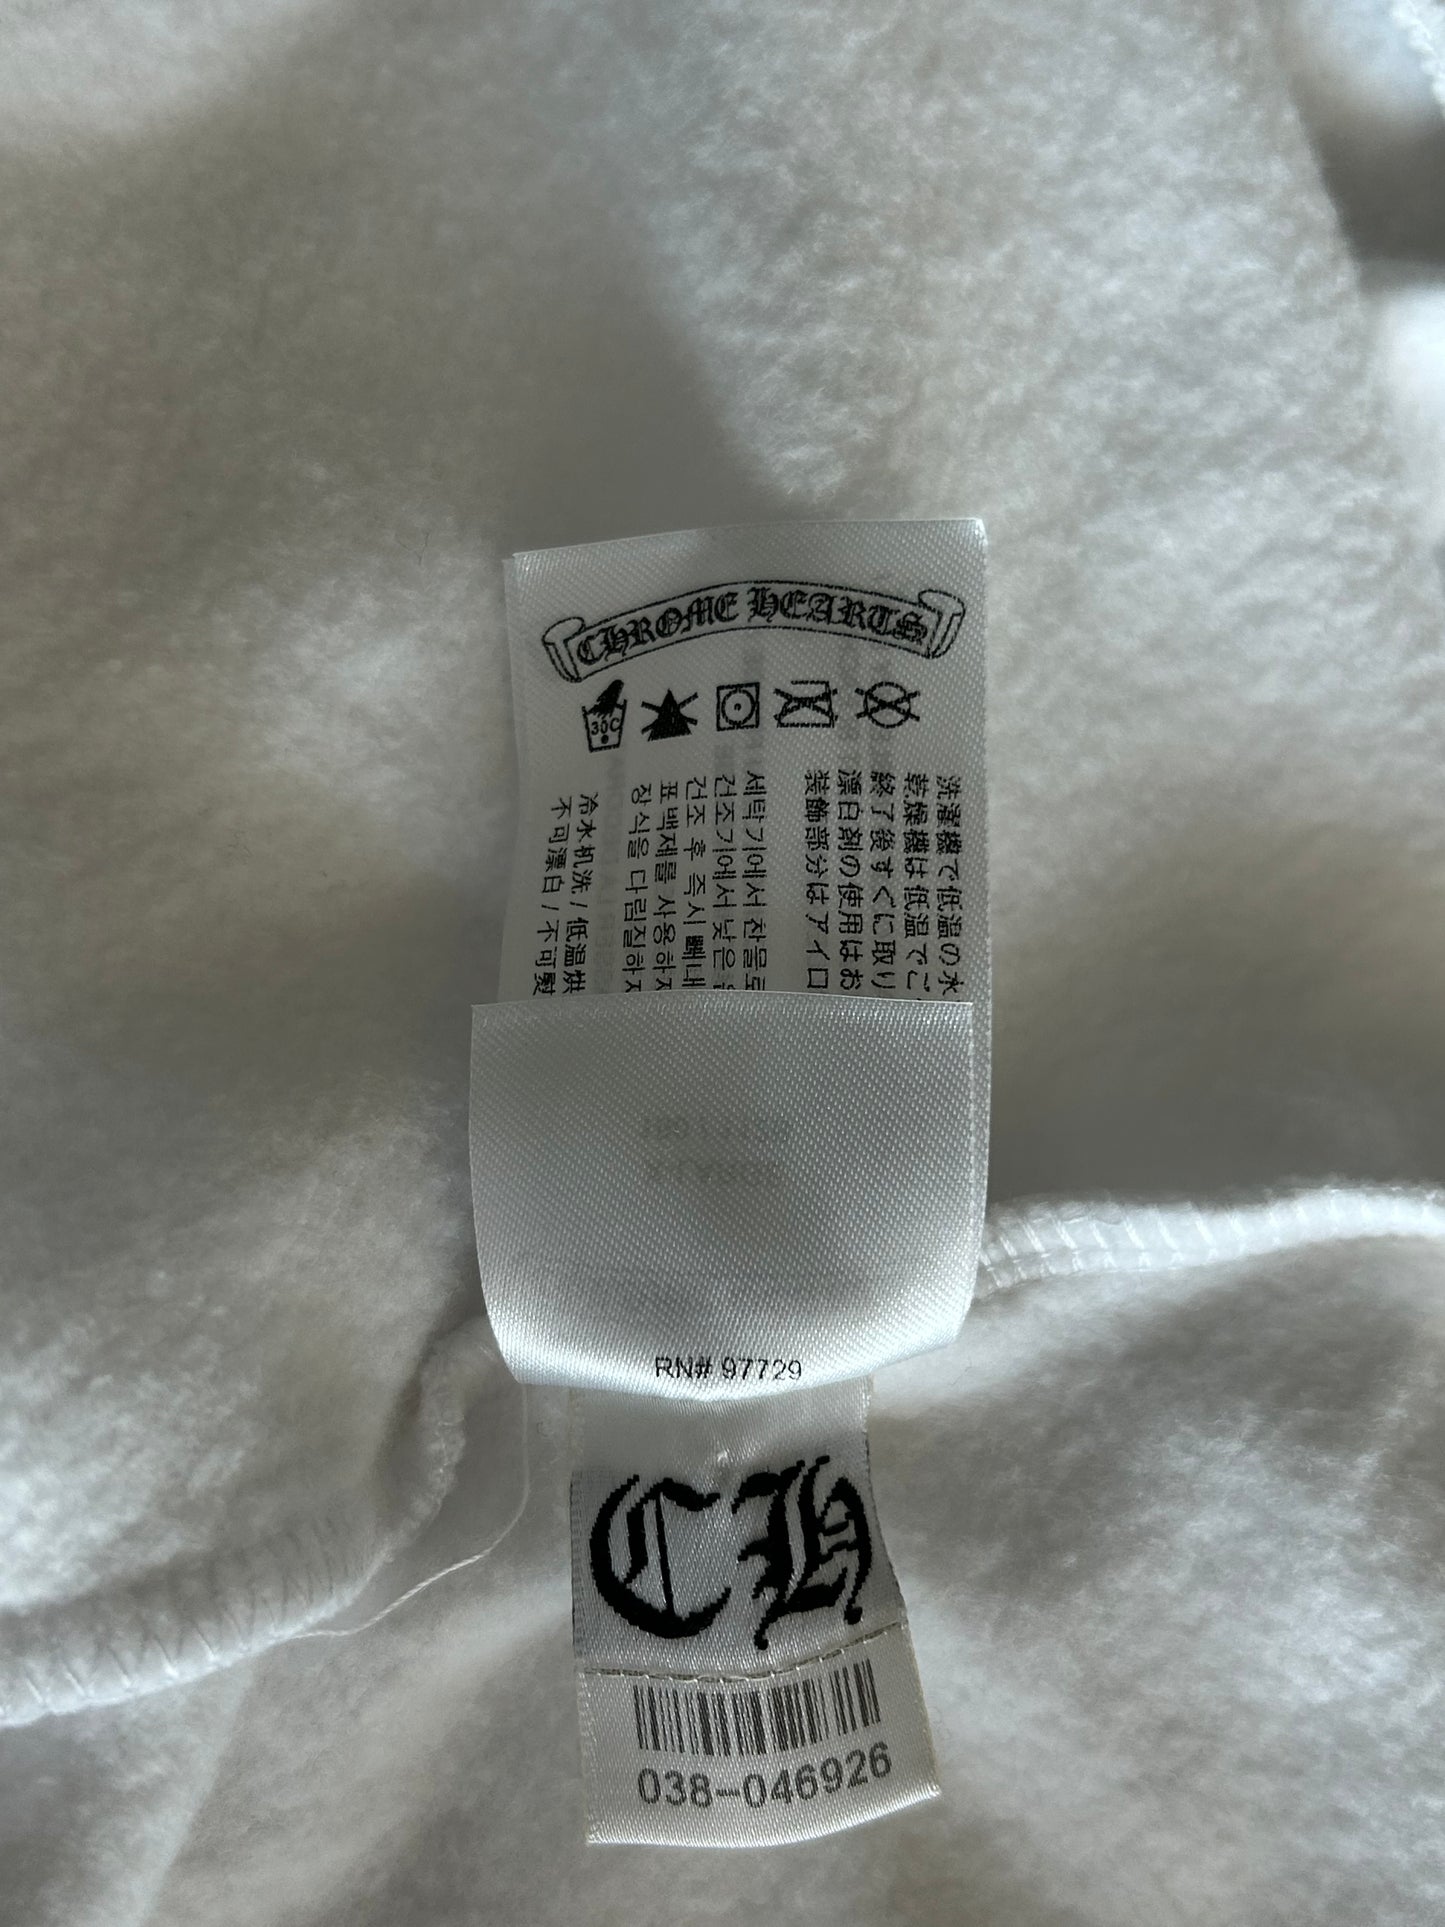 CHROME HEARTS
30C
洗濯機で低温の水
乾燥機は低温でご
終了後すぐに取り
漂白剤の使用はお
装飾部分はアイロ
세탁기에서 찬물로
건조기에서 낮은
건조 후 즉시 빼내
표백제를 사용하지
장식을 다림질하지
冷水机洗 / 低温烘
不可漂白 / 不可熨
RN# 97729
CH
038-046926